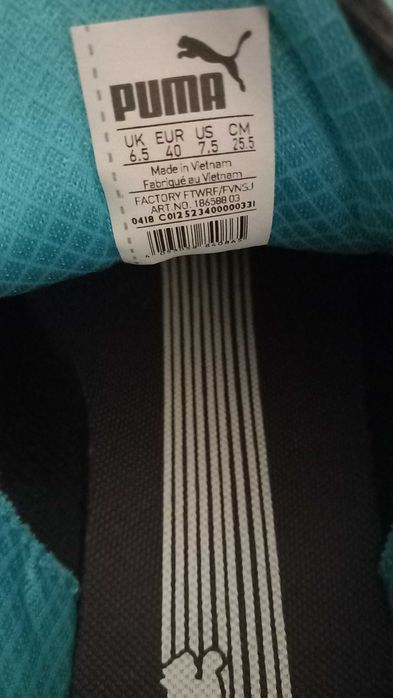 PUMA
UK EUR US CM
6.5 40 7.5 25.5
Made in Vietnam
Fabriqué au Vietnam
FACTORY FTWRF/FVNSJ
ART.NO. 186588 03
0418 C012523400000331